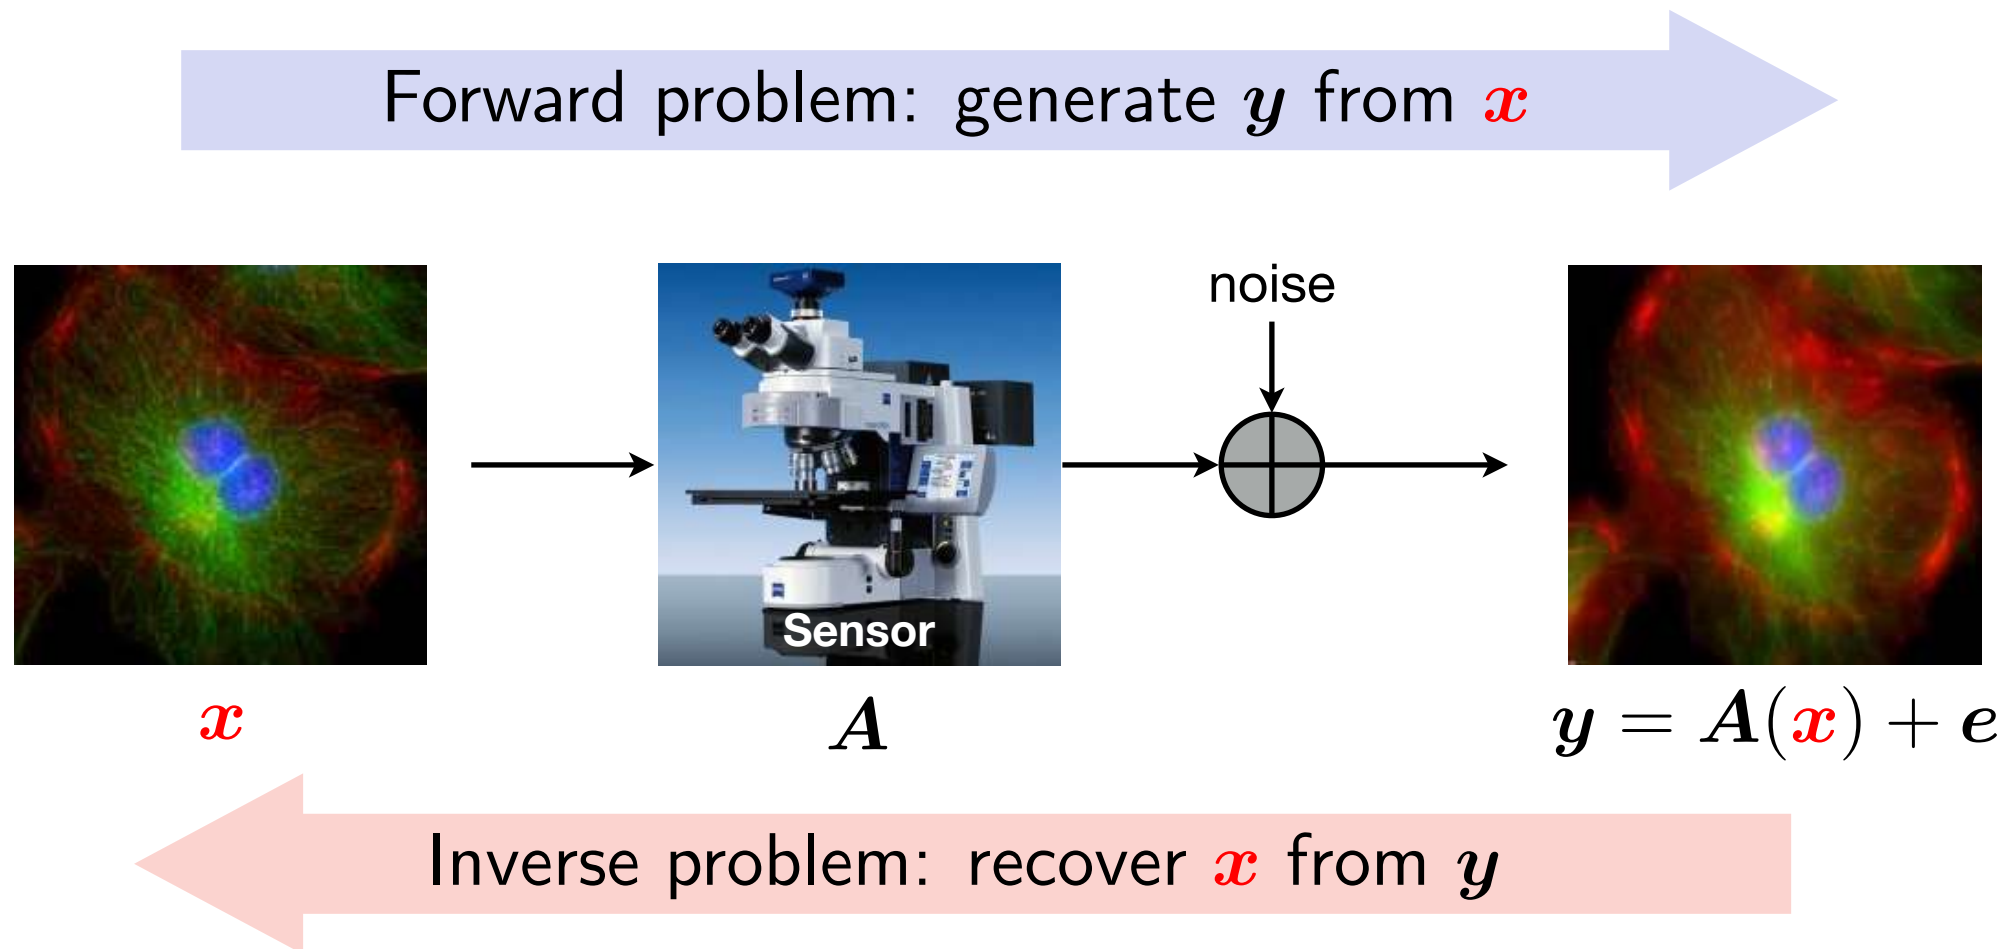 Forward problem: generate y from x
noise
Sensor
x
A
y = A(x) + e
Inverse problem: recover x from y